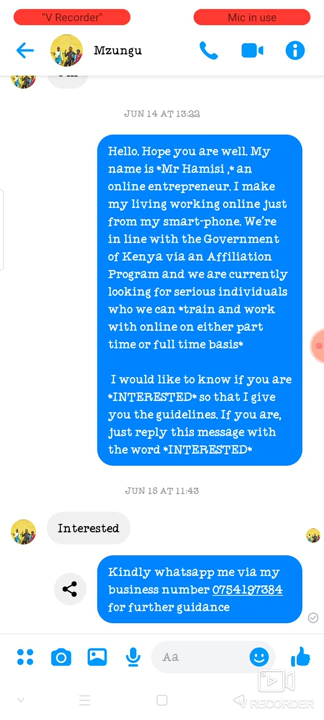 "V Recorder"
Mic in use
Mzungu
JUN 14 AT 13:22
Hello. Hope you are well. My
name is *Mr Hamisi ,* an
online entrepreneur. I make
my living working online just
from my smart-phone. We're
in line with the Government
of Kenya via an Affiliation
Program and we are currently
looking for serious individuals
who we can *train and work
with online on either part
time or full time basis*
I would like to know if you are
*INTERESTED* so that I give
you the guidelines. If you are,
just reply this message with
the word *INTERESTED*
JUN 15 AT 11:43
Interested
Kindly whatsapp me via my
business number 0754197384
for further guidance
Aa
RECORDER